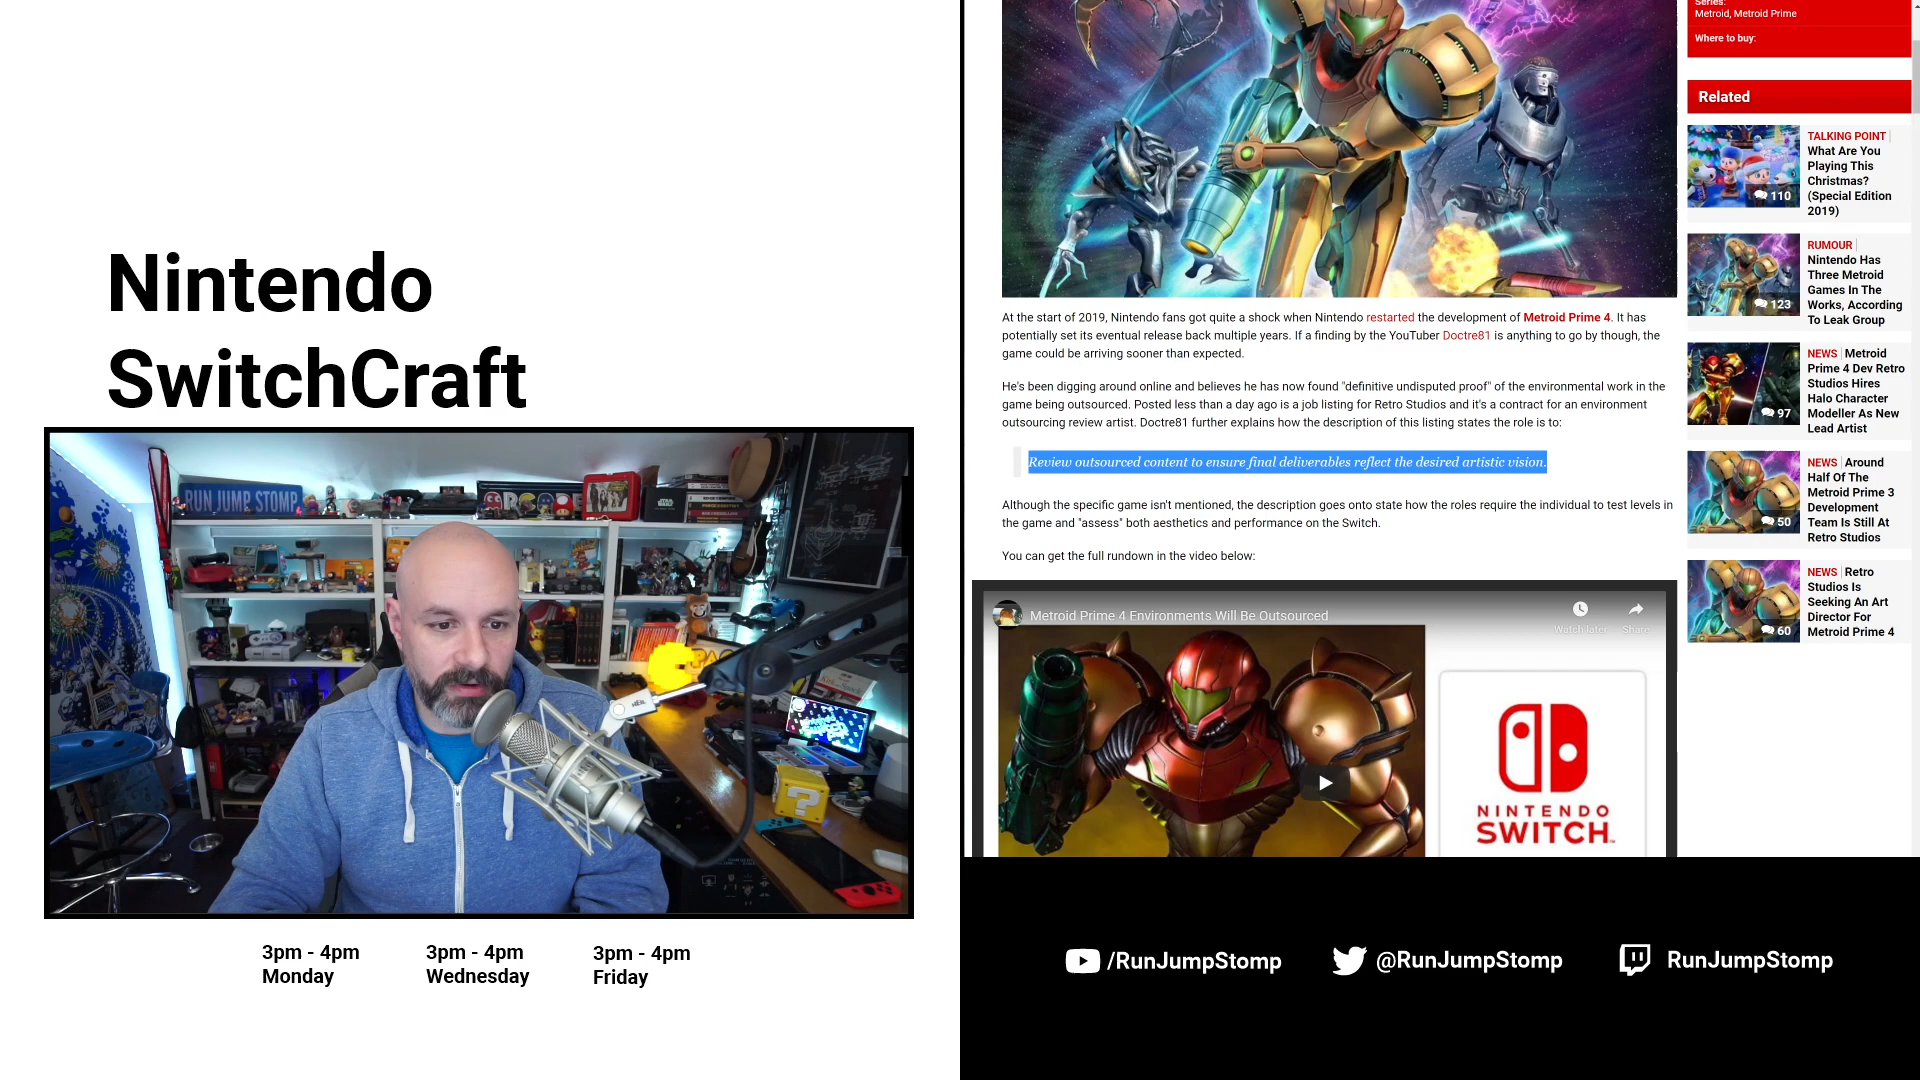 Nintendo
SwitchCraft
RUN JUMP STOMP
NEIL
?
3pm - 4pm
Monday
3pm - 4pm
Wednesday
3pm - 4pm
Friday
At the start of 2019, Nintendo fans got quite a shock when Nintendo restarted the development of Metroid Prime 4. It has
potentially set its eventual release back multiple years. If a finding by the YouTuber Doctre81 is anything to go by though, the
game could be arriving sooner than expected.
He's been digging around online and believes he has now found "definitive undisputed proof" of the environmental work in the
game being outsourced. Posted less than a day ago is a job listing for Retro Studios and it's a contract for an environment
outsourcing review artist. Doctre81 further explains how the description of this listing states the role is to:
Review outsourced content to ensure final deliverables reflect the desired artistic vision.
Although the specific game isn't mentioned, the description goes onto state how the roles require the individual to test levels in
the game and "assess" both aesthetics and performance on the Switch.
You can get the full rundown in the video below:
Metroid Prime 4 Environments Will Be Outsourced
Watch later
Share
NINTENDO
SWITCH
Series:
Metroid, Metroid Prime
Where to buy:
Related
TALKING POINT
What Are You
Playing This
Christmas?
(Special Edition
2019)
110
RUMOUR
Nintendo Has
Three Metroid
Games In The
Works, According
To Leak Group
123
NEWS Metroid
Prime 4 Dev Retro
Studios Hires
Halo Character
Modeller As New
Lead Artist
97
NEWS Around
Half Of The
Metroid Prime 3
Development
Team Is Still At
Retro Studios
50
NEWS Retro
Studios Is
Seeking An Art
Director For
Metroid Prime 4
60
/RunJumpStomp
@RunJumpStomp
RunJumpStomp